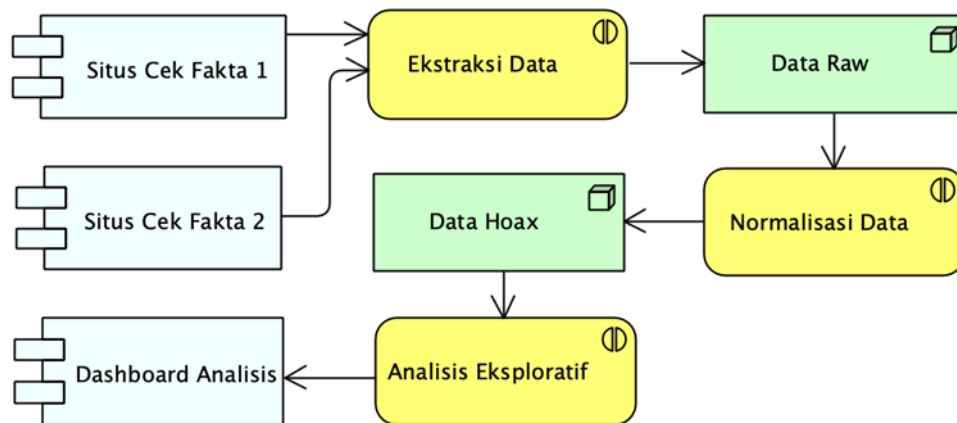 Situs Cek Fakta 1
Ekstraksi Data
Data Raw
Situs Cek Fakta 2
Data Hoax
Normalisasi Data
Dashboard Analisis
Analisis Eksploratif